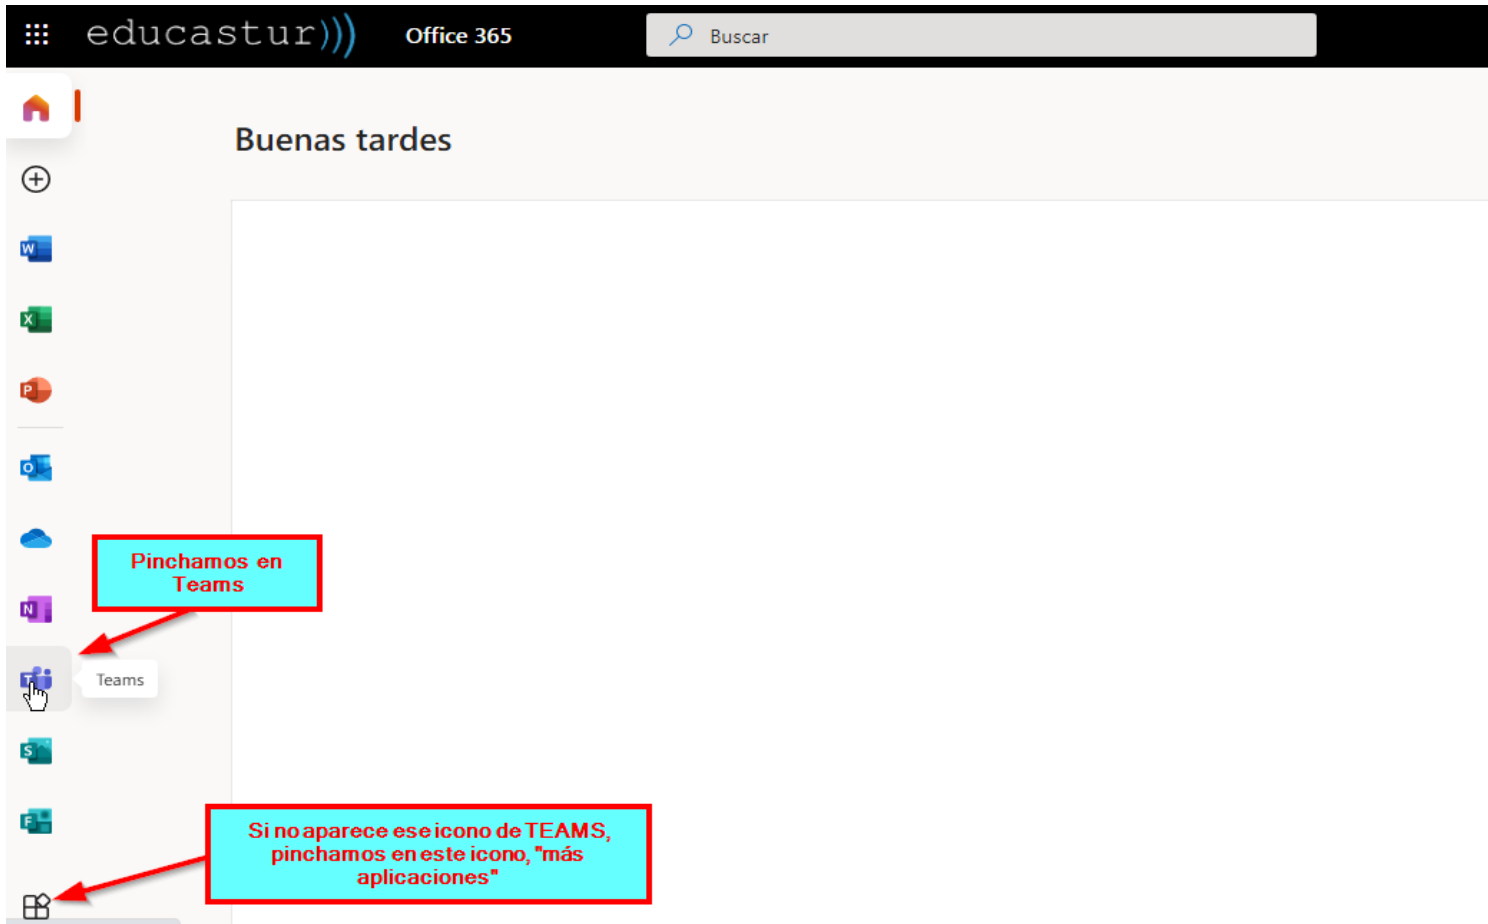 educastur))) Office 365 Buscar
Buenas tardes
Pinchamos en
Teams
Teams
Si no aparece ese icono de TEAMS,
pinchamos en este icono, "más
aplicaciones"
W
X
P
O
N
T
S
F